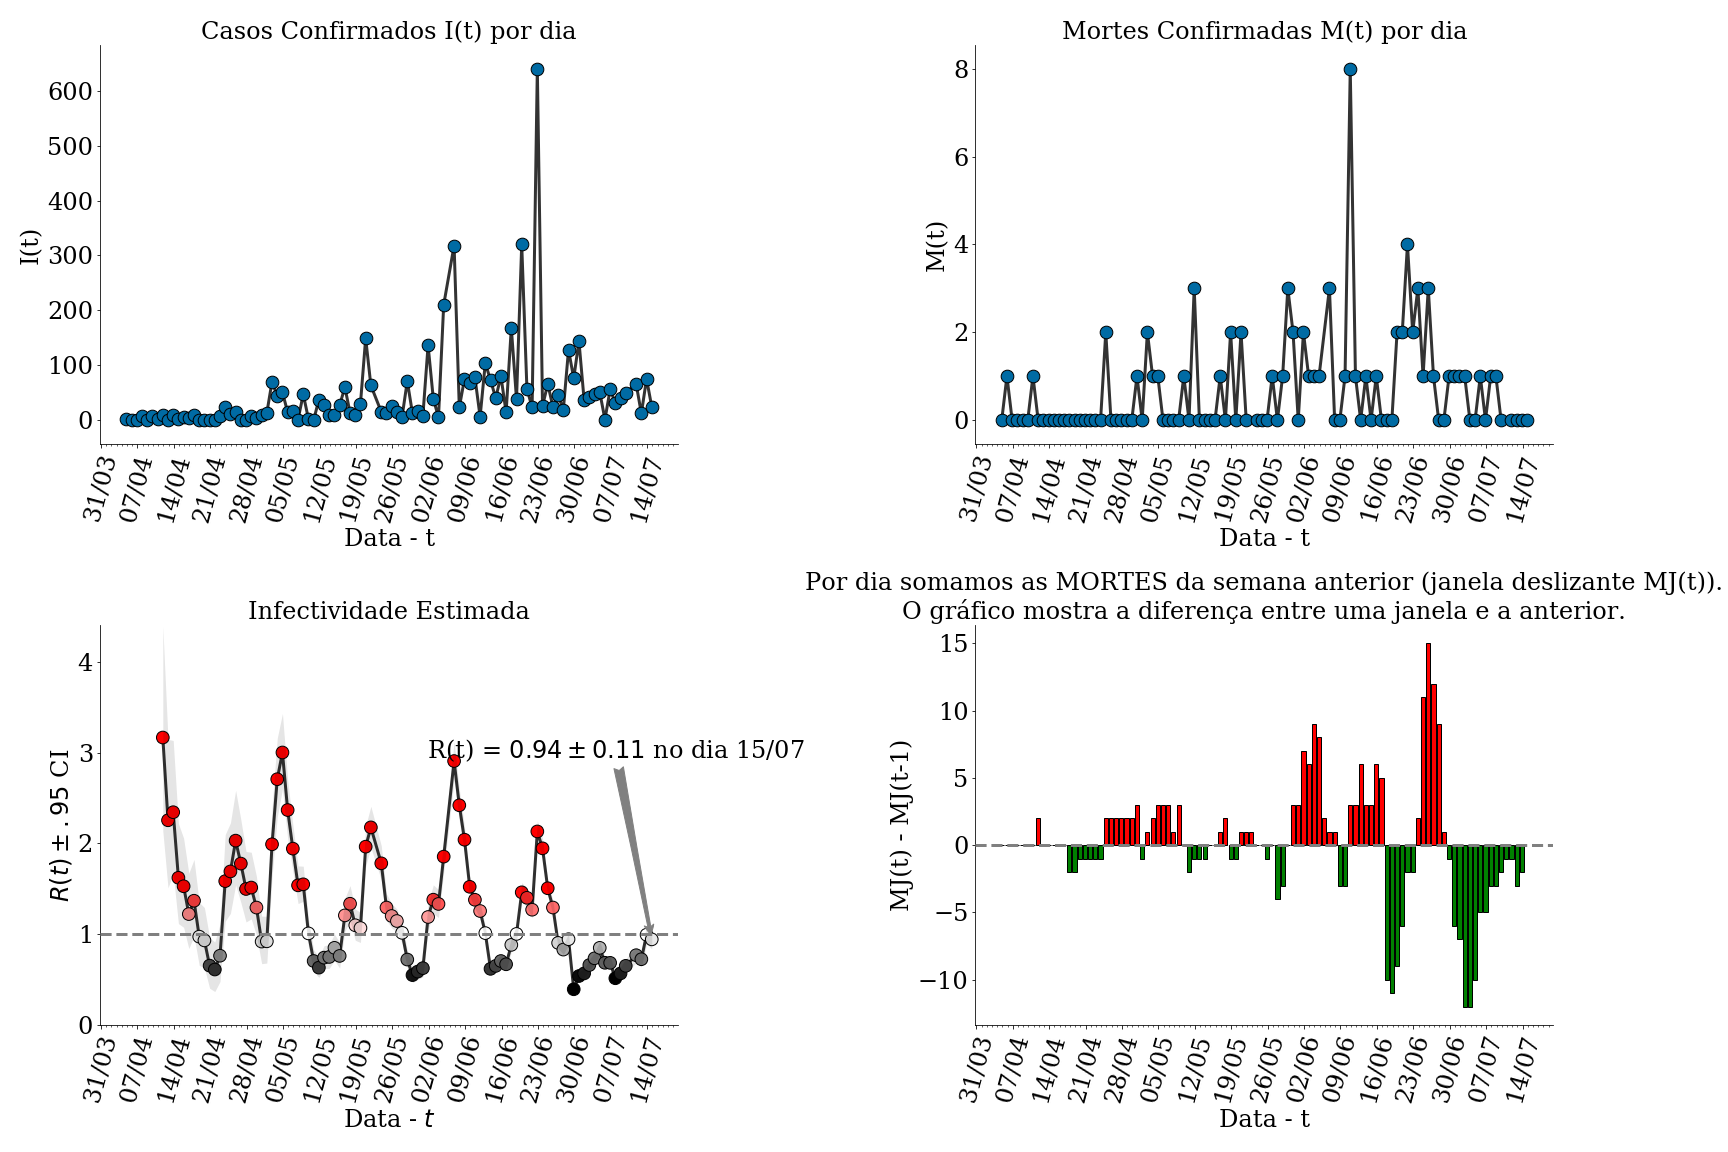 Casos Confirmados I(t) por dia
I(t)
600
500
400
300
200
100
0
31/03 07/04 14/04 21/04 28/04 05/05 12/05 19/05 26/05 02/06 09/06 16/06 23/06 30/06 07/07 14/07
Data - t
Mortes Confirmadas M(t) por dia
M(t)
8
6
4
2
0
31/03 07/04 14/04 21/04 28/04 05/05 12/05 19/05 26/05 02/06 09/06 16/06 23/06 30/06 07/07 14/07
Data - t
Infectividade Estimada
R(t) ± .95 CI
4
3
2
1
0
R(t) = 0.94 ± 0.11 no dia 15/07
31/03 07/04 14/04 21/04 28/04 05/05 12/05 19/05 26/05 02/06 09/06 16/06 23/06 30/06 07/07 14/07
Data - t
Por dia somamos as MORTES da semana anterior (janela deslizante MJ(t)).
O gráfico mostra a diferença entre uma janela e a anterior.
MJ(t) - MJ(t-1)
15
10
5
0
−5
−10
31/03 07/04 14/04 21/04 28/04 05/05 12/05 19/05 26/05 02/06 09/06 16/06 23/06 30/06 07/07 14/07
Data - t